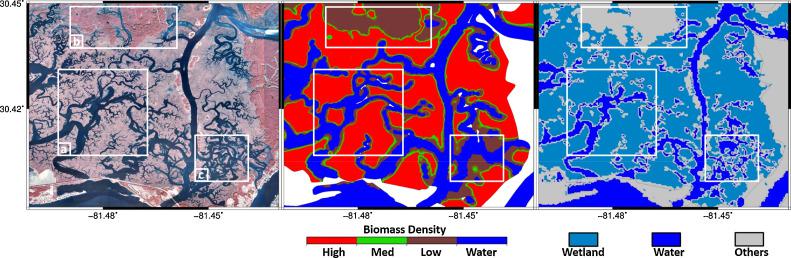 30.45°
b
30.42°
a
c
−81.48° −81.45° −81.48° −81.45° −81.48° −81.45°
Biomass Density
High Med Low Water
Wetland Water Others